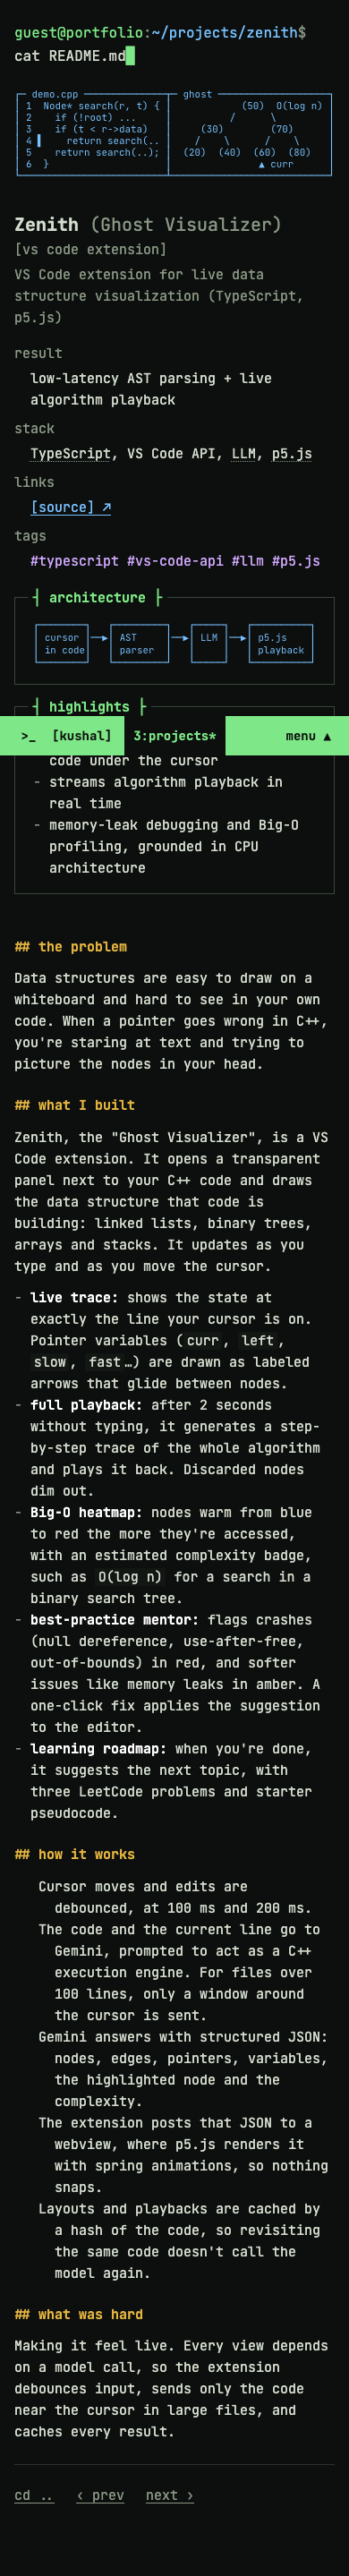 guest@portfolio:~/projects/zenith$
cat README.md
demo.cpp ghost
1 Node* search(r, t) { (50) O(log n)
2 if (!root) ... / \
3 if (t < r->data) (30) (70)
4 return search(.. / \ / \
5 return search(..); (20) (40) (60) (80)
6 } ▲ curr
Zenith (Ghost Visualizer)
[vs code extension]
VS Code extension for live data
structure visualization (TypeScript,
p5.js)
result
low-latency AST parsing + live
algorithm playback
stack
TypeScript, VS Code API, LLM, p5.js
links
[source] ↗
tags
#typescript #vs-code-api #llm #p5.js
architecture
cursor AST LLM p5.js
in code parser playback
highlights
>_ [kushal] 3:projects* menu ▲
code under the cursor
- streams algorithm playback in
real time
- memory-leak debugging and Big-O
profiling, grounded in CPU
architecture
## the problem
Data structures are easy to draw on a
whiteboard and hard to see in your own
code. When a pointer goes wrong in C++,
you're staring at text and trying to
picture the nodes in your head.
## what I built
Zenith, the "Ghost Visualizer", is a VS
Code extension. It opens a transparent
panel next to your C++ code and draws
the data structure that code is
building: linked lists, binary trees,
arrays and stacks. It updates as you
type and as you move the cursor.
- live trace: shows the state at
exactly the line your cursor is on.
Pointer variables (curr, left,
slow, fast…) are drawn as labeled
arrows that glide between nodes.
- full playback: after 2 seconds
without typing, it generates a step-
by-step trace of the whole algorithm
and plays it back. Discarded nodes
dim out.
- Big-O heatmap: nodes warm from blue
to red the more they're accessed,
with an estimated complexity badge,
such as O(log n) for a search in a
binary search tree.
- best-practice mentor: flags crashes
(null dereference, use-after-free,
out-of-bounds) in red, and softer
issues like memory leaks in amber. A
one-click fix applies the suggestion
to the editor.
- learning roadmap: when you're done,
it suggests the next topic, with
three LeetCode problems and starter
pseudocode.
## how it works
Cursor moves and edits are
debounced, at 100 ms and 200 ms.
The code and the current line go to
Gemini, prompted to act as a C++
execution engine. For files over
100 lines, only a window around
the cursor is sent.
Gemini answers with structured JSON:
nodes, edges, pointers, variables,
the highlighted node and the
complexity.
The extension posts that JSON to a
webview, where p5.js renders it
with spring animations, so nothing
snaps.
Layouts and playbacks are cached by
a hash of the code, so revisiting
the same code doesn't call the
model again.
## what was hard
Making it feel live. Every view depends
on a model call, so the extension
debounces input, sends only the code
near the cursor in large files, and
caches every result.
cd .. ‹ prev next ›